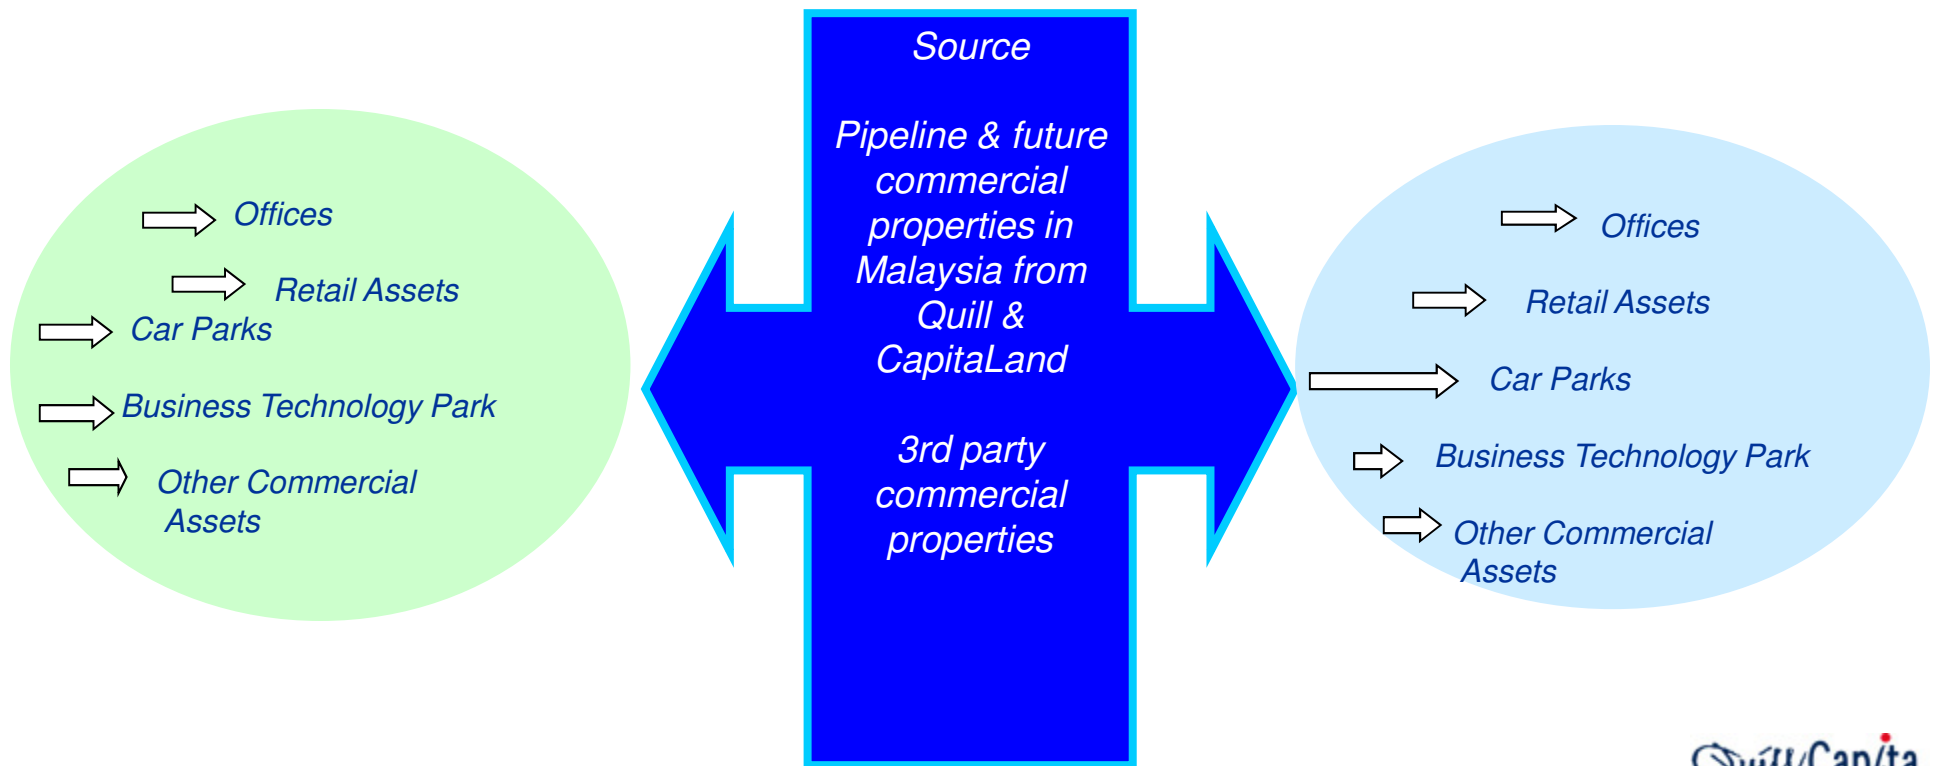 Source
Pipeline & future
commercial
properties in
Malaysia from
Quill &
CapitaLand
3rd party
commercial
properties
Offices
Retail Assets
Car Parks
Business Technology Park
Other Commercial
Assets
Offices
Retail Assets
Car Parks
Business Technology Park
Other Commercial
Assets
QuillCapita